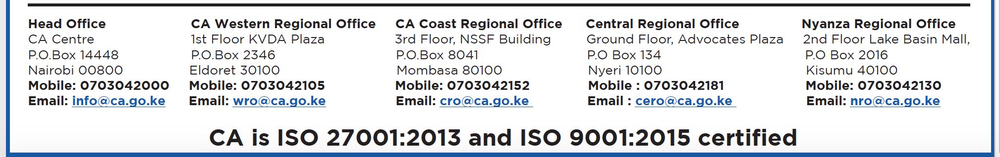 Head Office
CA Centre
P.O.Box 14448
Nairobi 00800
Mobile: 0703042000
Email: info@ca.go.ke
CA Western Regional Office
1st Floor KVDA Plaza
P.O.Box 2346
Eldoret 30100
Mobile: 0703042105
Email: wro@ca.go.ke
CA Coast Regional Office
3rd Floor, NSSF Building
P.O.Box 8041
Mombasa 80100
Mobile: 0703042152
Email: cro@ca.go.ke
Central Regional Office
Ground Floor, Advocates Plaza
P.O Box 134
Nyeri 10100
Mobile : 0703042181
Email : cero@ca.go.ke
Nyanza Regional Office
2nd Floor Lake Basin Mall,
P.O Box 2016
Kisumu 40100
Mobile: 0703042130
Email: nro@ca.go.ke
CA is ISO 27001:2013 and ISO 9001:2015 certified